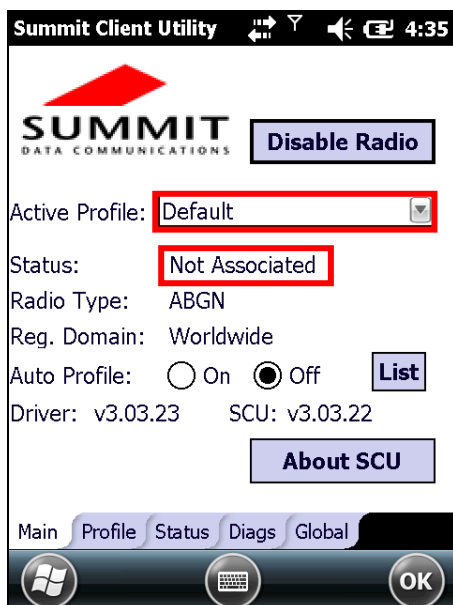 Summit Client Utility 4:35
SUMMIT
DATA COMMUNICATIONS
Disable Radio
Active Profile: Default
Status: Not Associated
Radio Type: ABGN
Reg. Domain: Worldwide
Auto Profile: On Off List
Driver: v3.03.23 SCU: v3.03.22
About SCU
Main Profile Status Diags Global
OK